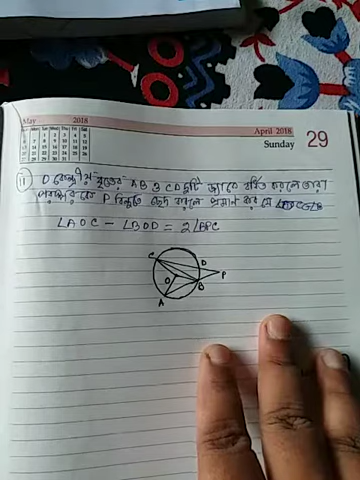 May 2018
April 2018
Sunday 29
11 O কেন্দ্রীয় বৃত্তের AB ও CD দুটি জ্যাকে বর্ধিত করলে তারা
পরস্পরকে P বিন্দুতে ছেদ করলে প্রমাণ কর যে
∠AOC - ∠BOD = 2∠BPC
C
D
P
O
B
A